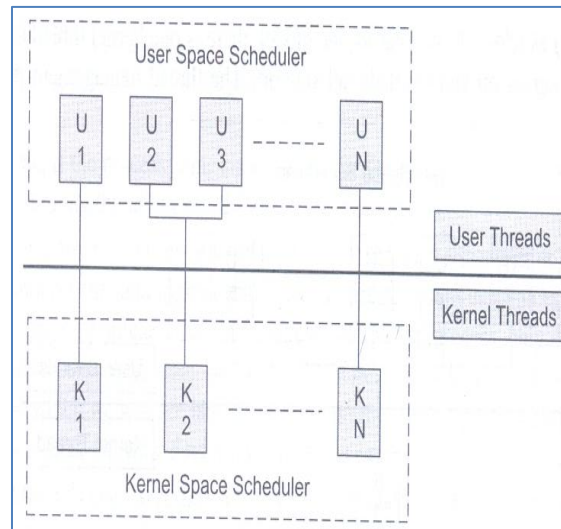 User Space Scheduler
U U U U
1 2 3 N
User Threads
Kernel Threads
K K K
1 2 N
Kernel Space Scheduler